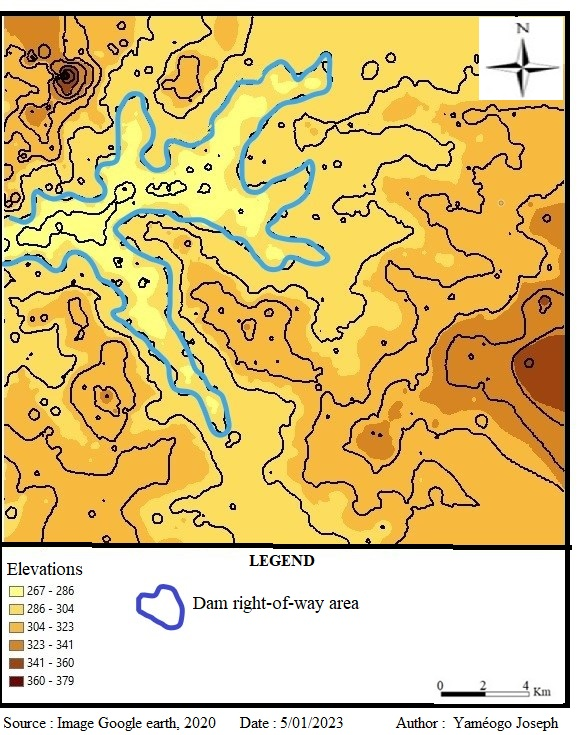 N
LEGEND
Elevations
267 - 286
286 - 304
304 - 323
323 - 341
341 - 360
360 - 379
Dam right-of-way area
0 2 4 Km
Source : Image Google earth, 2020 Date : 5/01/2023 Author : Yaméogo Joseph